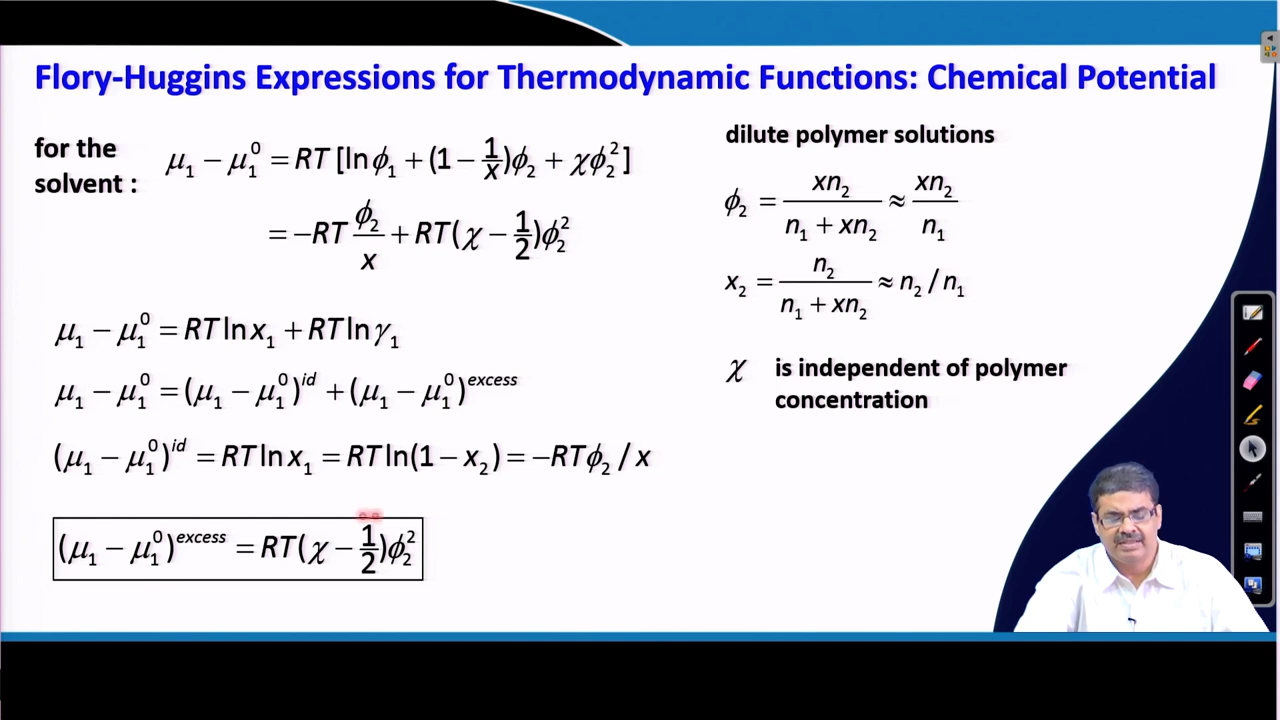 Flory-Huggins Expressions for Thermodynamic Functions: Chemical Potential
for the solvent :
μ₁ − μ₁⁰ = RT [ln ϕ₁ + (1 − 1/x)ϕ₂ + χϕ₂²]
= −RT ϕ₂/x + RT(χ − 1/2)ϕ₂²
μ₁ − μ₁⁰ = RT ln x₁ + RT ln γ₁
μ₁ − μ₁⁰ = (μ₁ − μ₁⁰)^id + (μ₁ − μ₁⁰)^excess
(μ₁ − μ₁⁰)^id = RT ln x₁ = RT ln(1 − x₂) = −RTϕ₂ / x
(μ₁ − μ₁⁰)^excess = RT(χ − 1/2)ϕ₂²
dilute polymer solutions
ϕ₂ = xn₂/(n₁ + xn₂) ≈ xn₂/n₁
x₂ = n₂/(n₁ + xn₂) ≈ n₂ / n₁
χ is independent of polymer
concentration